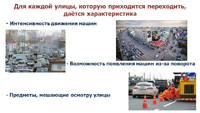 Для каждой улицы, которую приходится переходить,
даётся характеристика
- Интенсивность движения машин
- Возможность появления машин из-за поворота
- Предметы, мешающие осмотру улицы